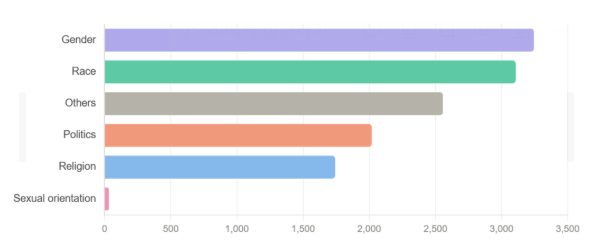 Gender
Race
Others
Politics
Religion
Sexual orientation
0 500 1,000 1,500 2,000 2,500 3,000 3,500